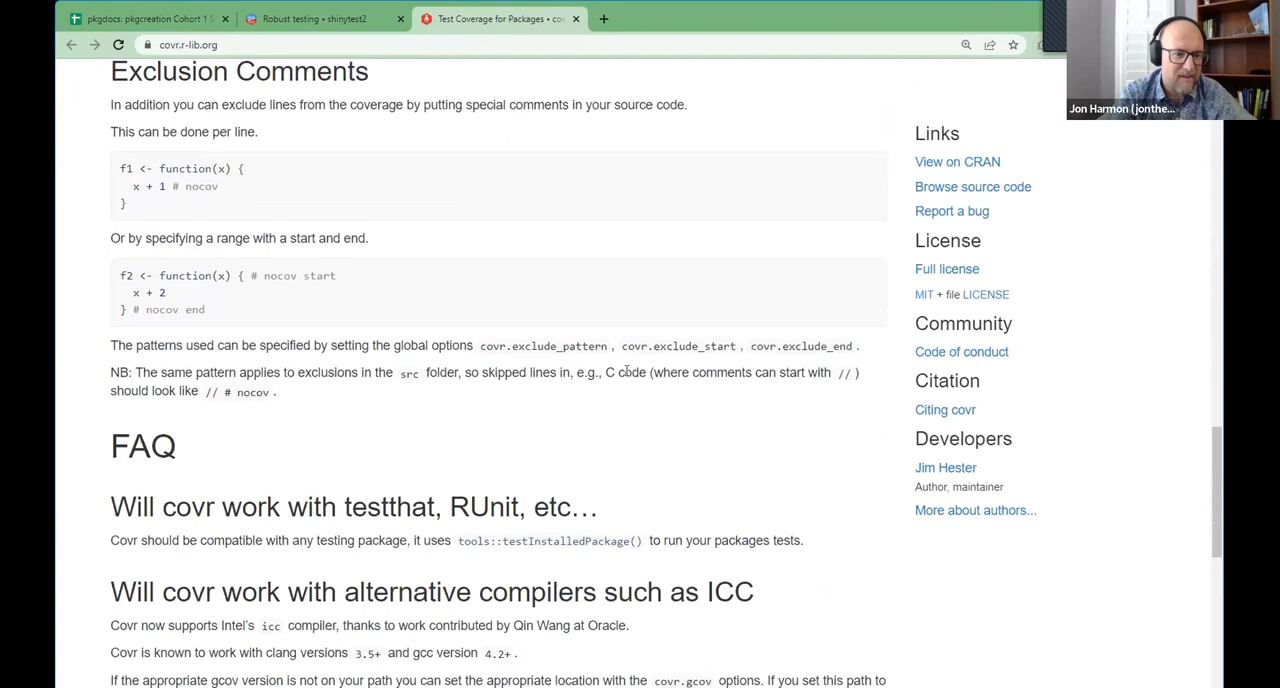 pkgdocs: pkgcreation Cohort 1 S
Robust testing • shinytest2
Test Coverage for Packages • cov
covr.r-lib.org
Jon Harmon (jonthe...
Exclusion Comments
In addition you can exclude lines from the coverage by putting special comments in your source code.
This can be done per line.
f1 <- function(x) {
x + 1 # nocov
}
Or by specifying a range with a start and end.
f2 <- function(x) { # nocov start
x + 2
} # nocov end
The patterns used can be specified by setting the global options covr.exclude_pattern, covr.exclude_start, covr.exclude_end.
NB: The same pattern applies to exclusions in the src folder, so skipped lines in, e.g., C code (where comments can start with //)
should look like // # nocov.
FAQ
Will covr work with testthat, RUnit, etc…
Covr should be compatible with any testing package, it uses tools::testInstalledPackage() to run your packages tests.
Will covr work with alternative compilers such as ICC
Covr now supports Intel's icc compiler, thanks to work contributed by Qin Wang at Oracle.
Covr is known to work with clang versions 3.5+ and gcc version 4.2+.
If the appropriate gcov version is not on your path you can set the appropriate location with the covr.gcov options. If you set this path to
Links
View on CRAN
Browse source code
Report a bug
License
Full license
MIT + file LICENSE
Community
Code of conduct
Citation
Citing covr
Developers
Jim Hester
Author, maintainer
More about authors...